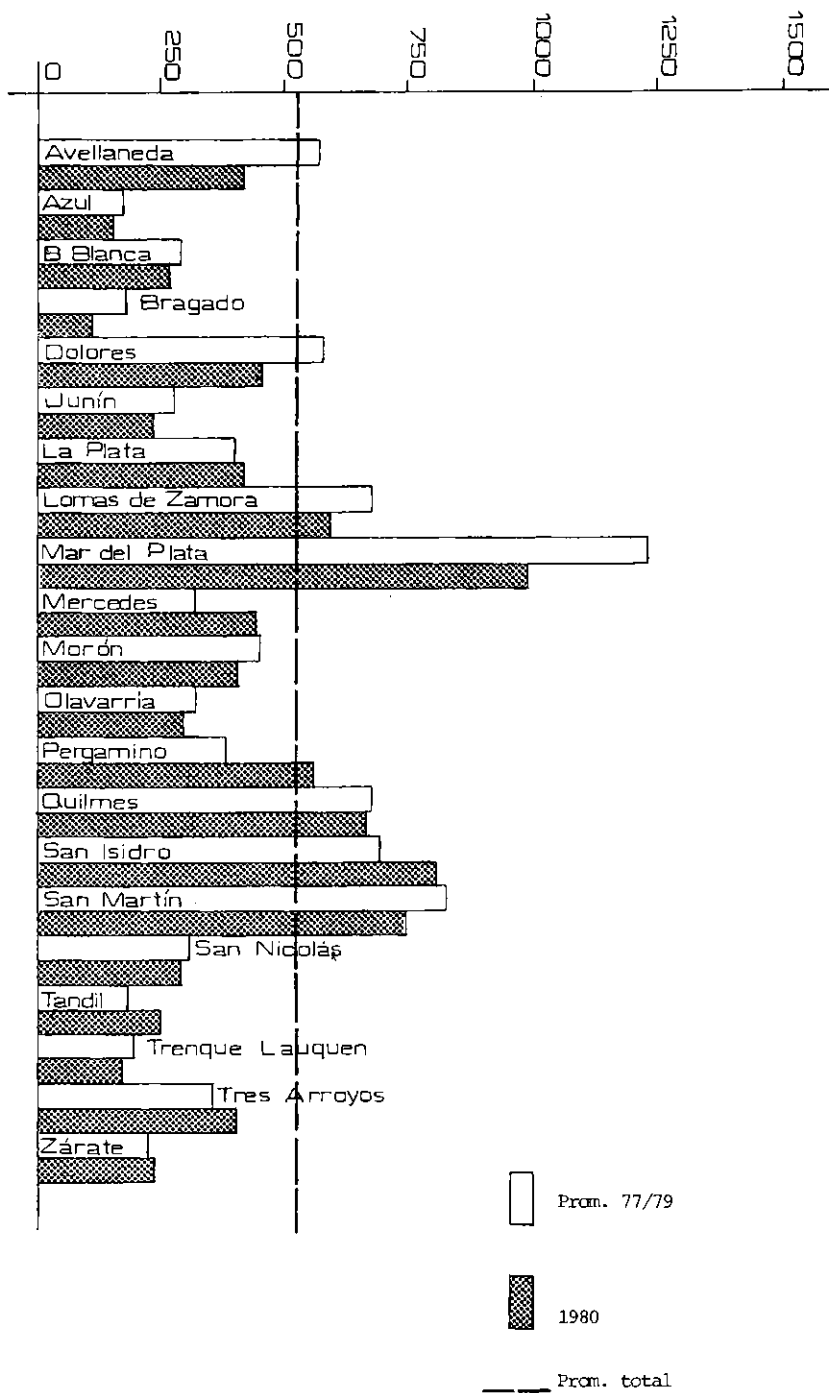 0 250 500 750 1000 1250 1500
Avellaneda
Azul
B Blanca
Bragado
Dolores
Junín
La Plata
Lomas de Zamora
Mar del Plata
Mercedes
Morón
Olavarría
Pergamino
Quilmes
San Isidro
San Martín
San Nicolás
Tandil
Trenque Lauquen
Tres Arroyos
Zárate
Prom. 77/79
1980
Prom. total